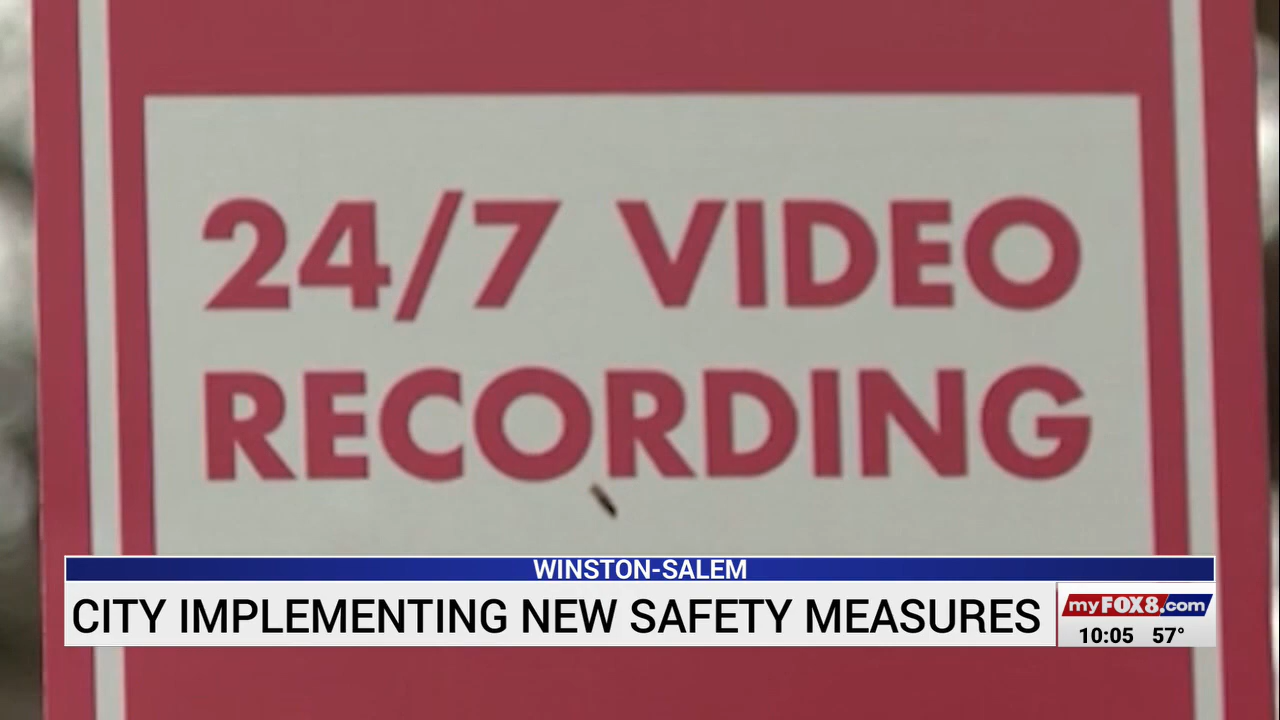 24/7 VIDEO
RECORDING
WINSTON-SALEM
CITY IMPLEMENTING NEW SAFETY MEASURES
myFOX8.com
10:05 57°